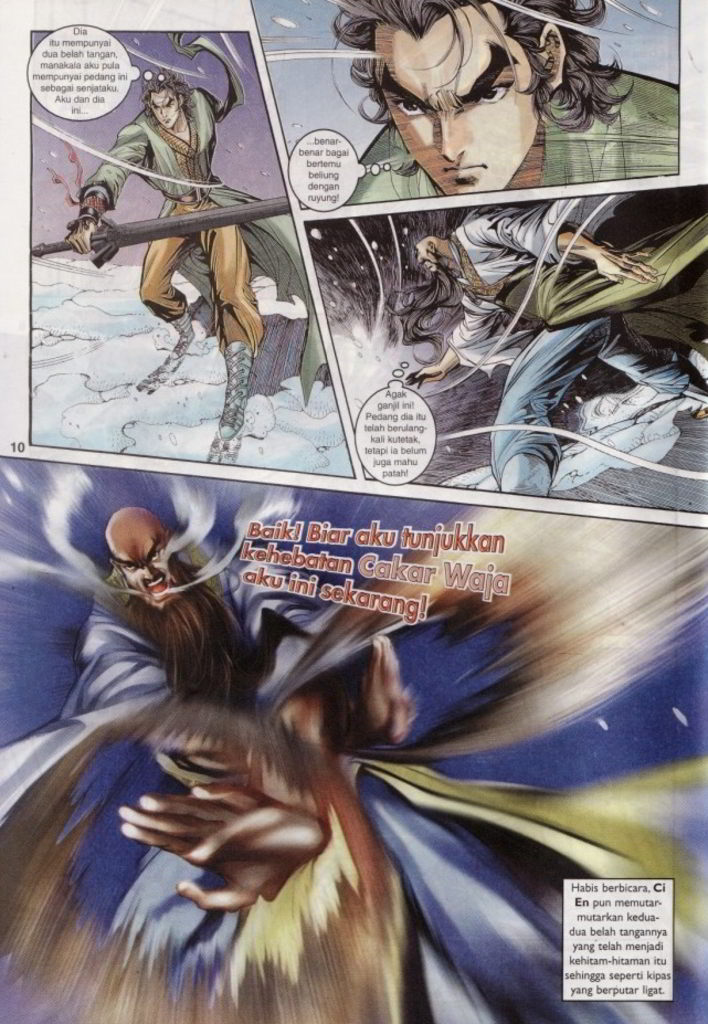 Dia
itu mempunyai
dua belah tangan,
manakala aku pula
mempunyai pedang ini
sebagai senjataku.
Aku dan dia
ini...
...benar-
benar bagai
bertemu
beliung
dengan
ruyung!
Agak
ganjil ini!
Pedang dia itu
telah berulang-
kali kutetak,
tetapi ia belum
juga mahu
patah!
10
Baik! Biar aku tunjukkan
kehebatan Cakar Waja
aku ini sekarang!
Habis berbicara, Ci
En pun memutar-
mutarkan kedua-
dua belah tangannya
yang telah menjadi
kehitam-hitaman itu
sehingga seperti kipas
yang berputar ligat.